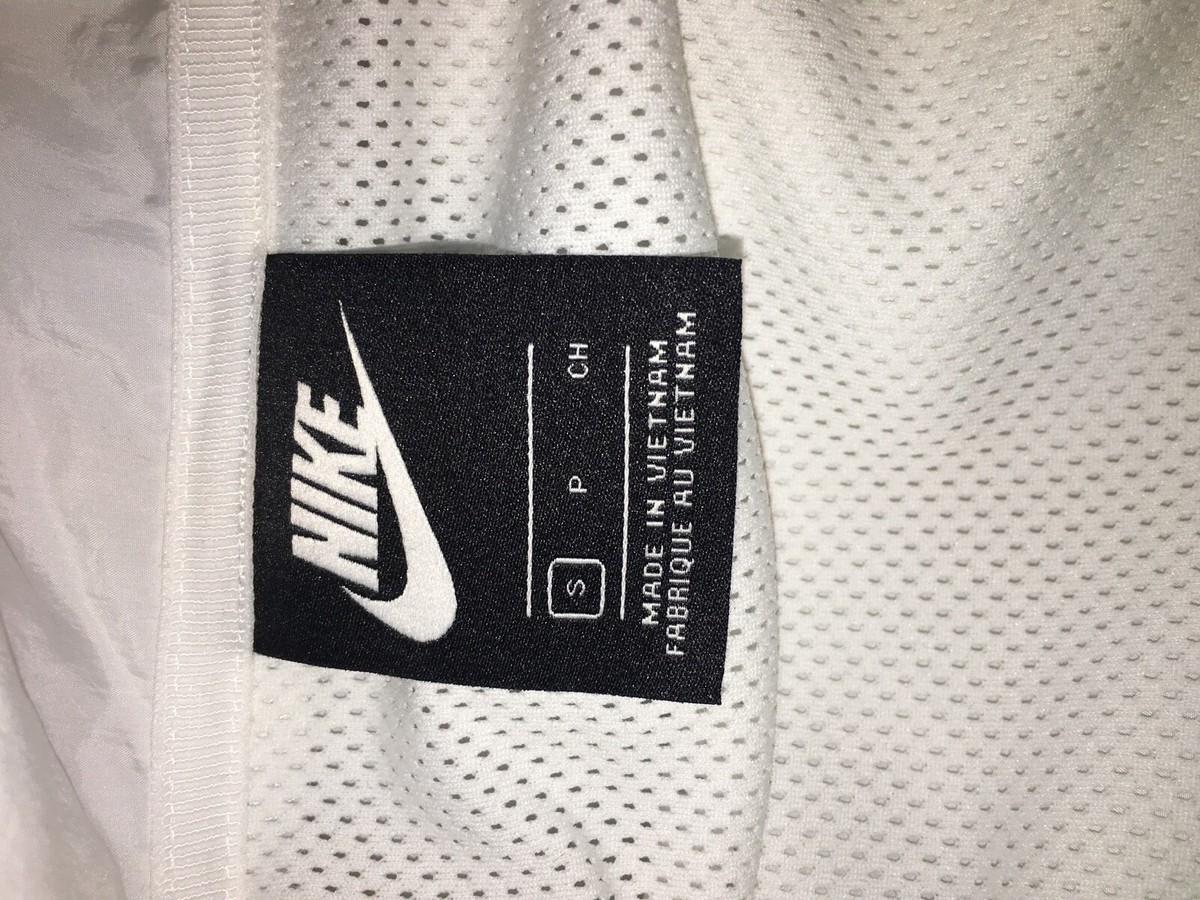 NIKE
S P CH
MADE IN VIETNAM
FABRIQUE AU VIETNAM